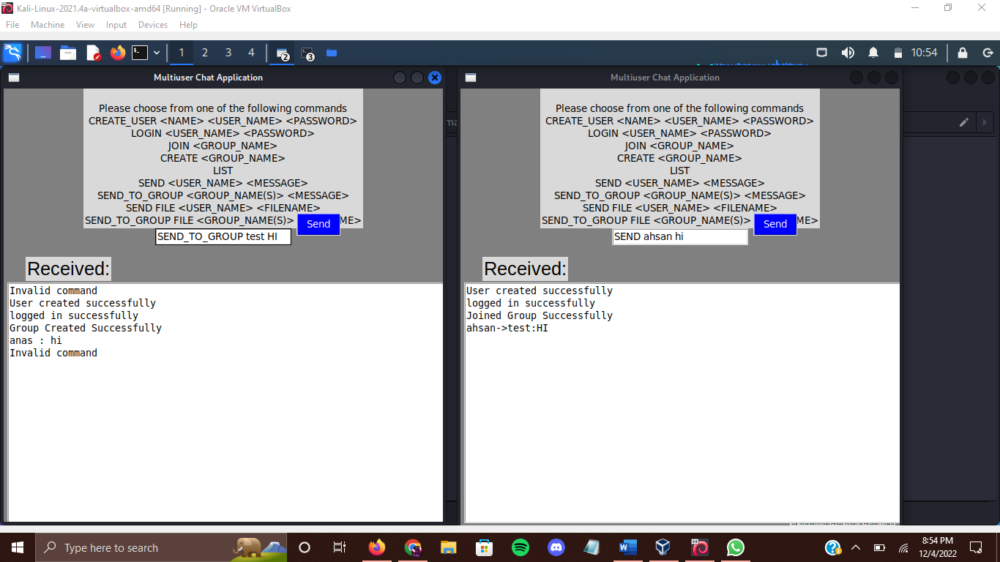 Kali-Linux-2021.4a-virtualbox-amd64 [Running] - Oracle VM VirtualBox
File Machine View Input Devices Help
1 2 3 4 2 3 10:54
Multiuser Chat Application
Please choose from one of the following commands
CREATE_USER <NAME> <USER_NAME> <PASSWORD>
LOGIN <USER_NAME> <PASSWORD>
JOIN <GROUP_NAME>
CREATE <GROUP_NAME>
LIST
SEND <USER_NAME> <MESSAGE>
SEND_TO_GROUP <GROUP_NAME(S)> <MESSAGE>
SEND FILE <USER_NAME> <FILENAME>
SEND_TO_GROUP FILE <GROUP_NAME(S)> ME>
Send
SEND_TO_GROUP test HI
Received:
Invalid command
User created successfully
logged in successfully
Group Created Successfully
anas : hi
Invalid command
Multiuser Chat Application
Please choose from one of the following commands
CREATE_USER <NAME> <USER_NAME> <PASSWORD>
LOGIN <USER_NAME> <PASSWORD>
JOIN <GROUP_NAME>
CREATE <GROUP_NAME>
LIST
SEND <USER_NAME> <MESSAGE>
SEND_TO_GROUP <GROUP_NAME(S)> <MESSAGE>
SEND FILE <USER_NAME> <FILENAME>
SEND_TO_GROUP FILE <GROUP_NAME(S)> ME>
Send
SEND ahsan hi
Received:
User created successfully
logged in successfully
Joined Group Successfully
ahsan->test:HI
Type here to search
8:54 PM
12/4/2022